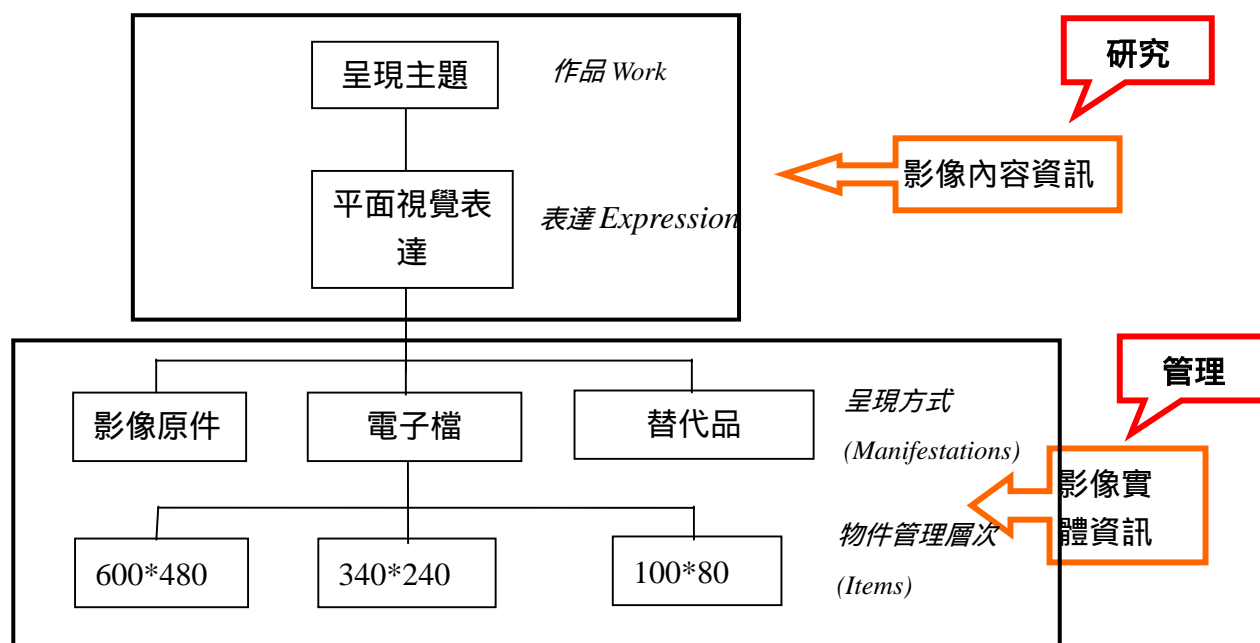 呈現主題
作品 Work
研究
影像內容資訊
平面視覺表
達
表達 Expression
管理
影像原件
電子檔
替代品
呈現方式
(Manifestations)
影像實
體資訊
物件管理層次
(Items)
600*480
340*240
100*80